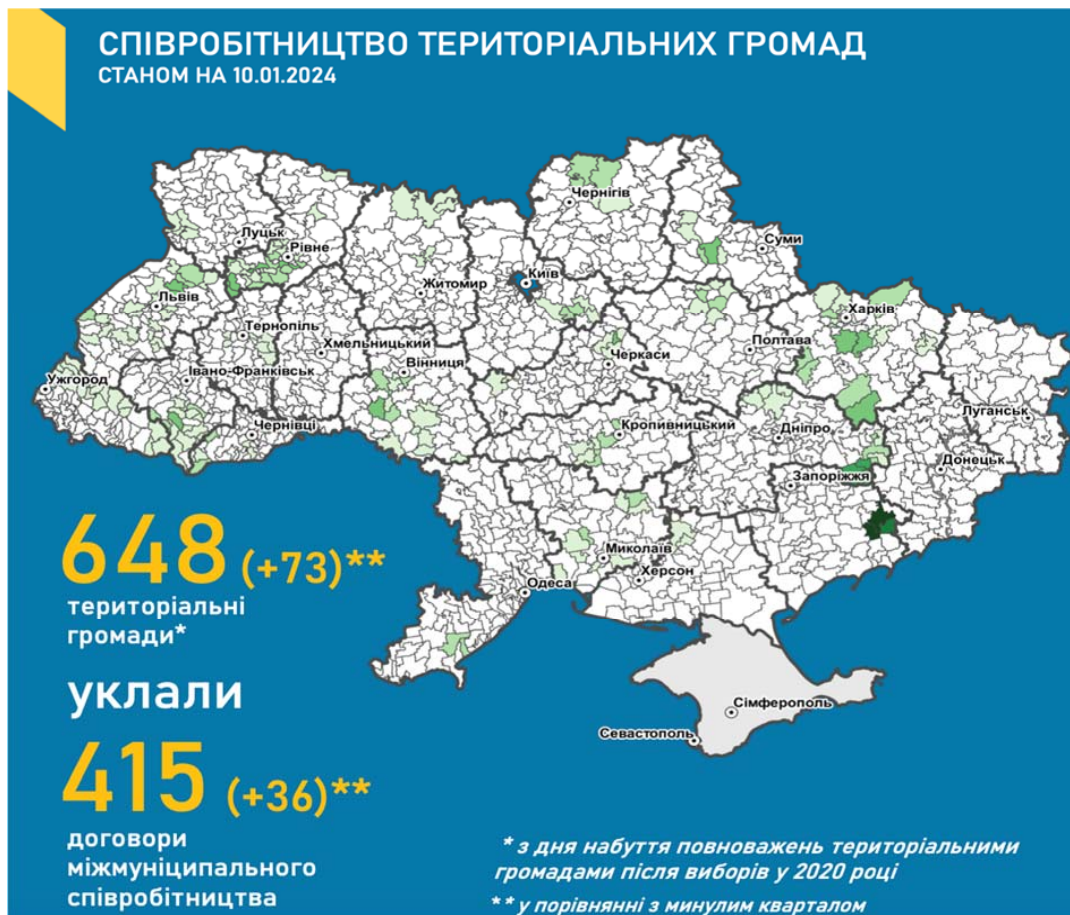 СПІВРОБІТНИЦТВО ТЕРИТОРІАЛЬНИХ ГРОМАД
СТАНОМ НА 10.01.2024
Чернігів
Луцьк
Рівне
Суми
Київ
Житомир
Львів
Харків
Тернопіль
Хмельницький
Полтава
Черкаси
Вінниця
Івано-Франківськ
Ужгород
Чернівці
Кропивницький
Луганськ
Дніпро
Донецьк
Запоріжжя
Миколаїв
Херсон
Одеса
Сімферополь
Севастополь
648 (+73)**
територіальні
громади*
уклали
415 (+36)**
договори
міжмуніципального
співробітництва
* з дня набуття повноважень територіальними
громадами після виборів у 2020 році
** у порівнянні з минулим кварталом